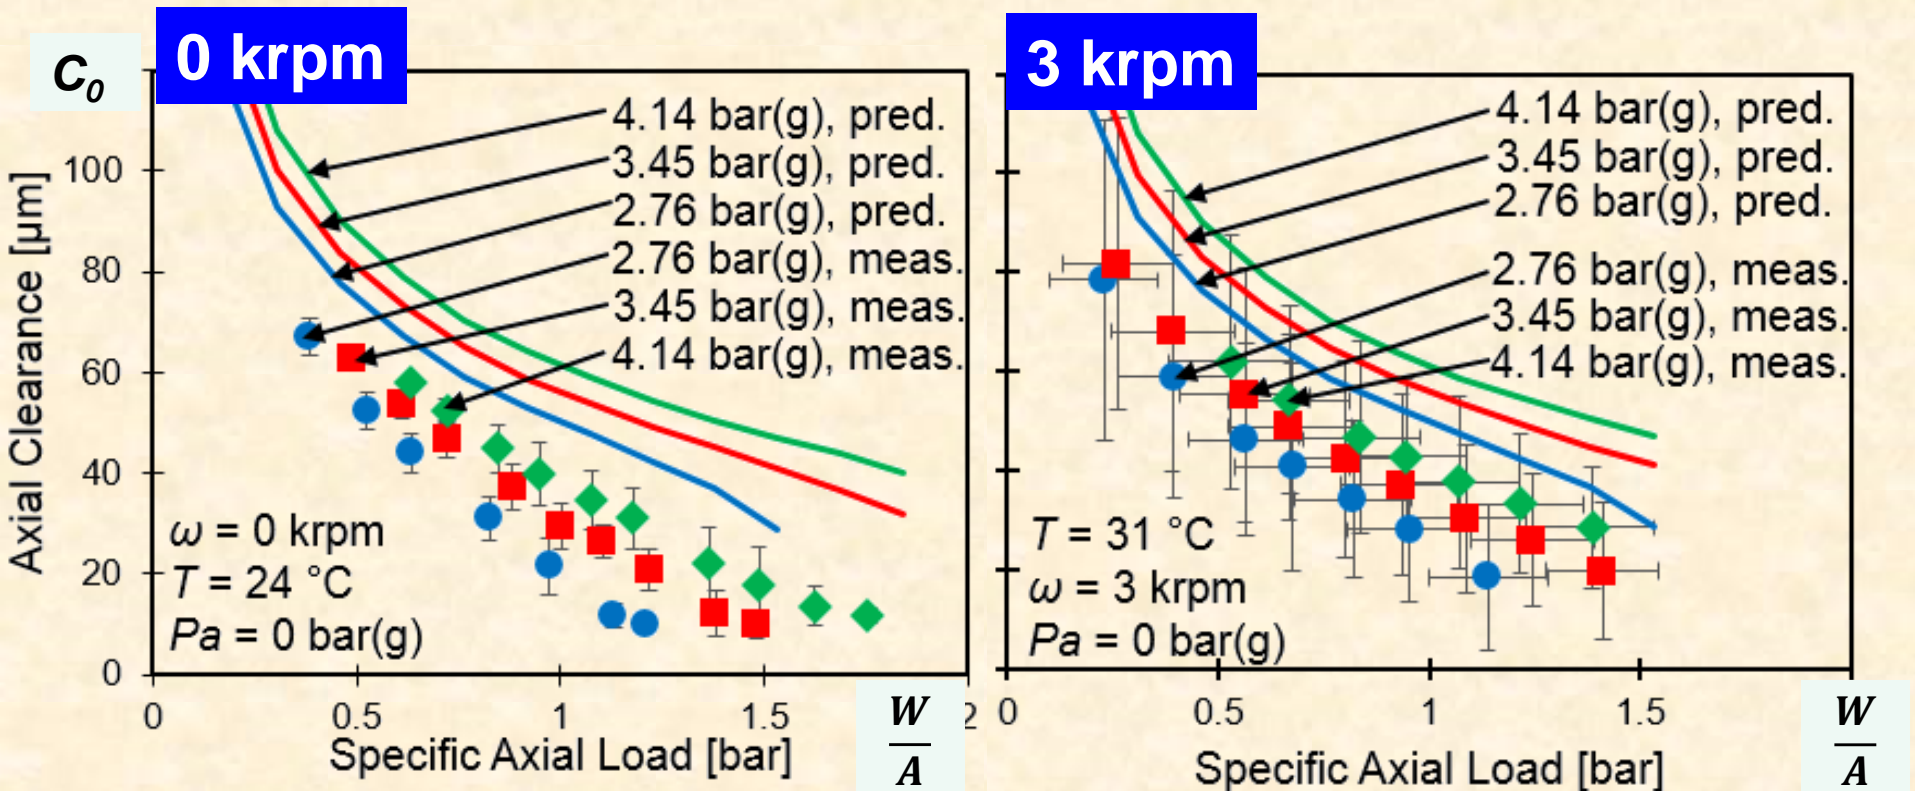 0 krpm
C0
4.14 bar(g), pred.
3.45 bar(g), pred.
2.76 bar(g), pred.
2.76 bar(g), meas.
3.45 bar(g), meas.
4.14 bar(g), meas.
Axial Clearance [µm]
100
80
60
40
20
0
ω = 0 krpm
T = 24 °C
Pa = 0 bar(g)
0 0.5 1 1.5 2
Specific Axial Load [bar]
W
A
3 krpm
4.14 bar(g), pred.
3.45 bar(g), pred.
2.76 bar(g), pred.
2.76 bar(g), meas.
3.45 bar(g), meas.
4.14 bar(g), meas.
T = 31 °C
ω = 3 krpm
Pa = 0 bar(g)
0 0.5 1 1.5
Specific Axial Load [bar]
W
A